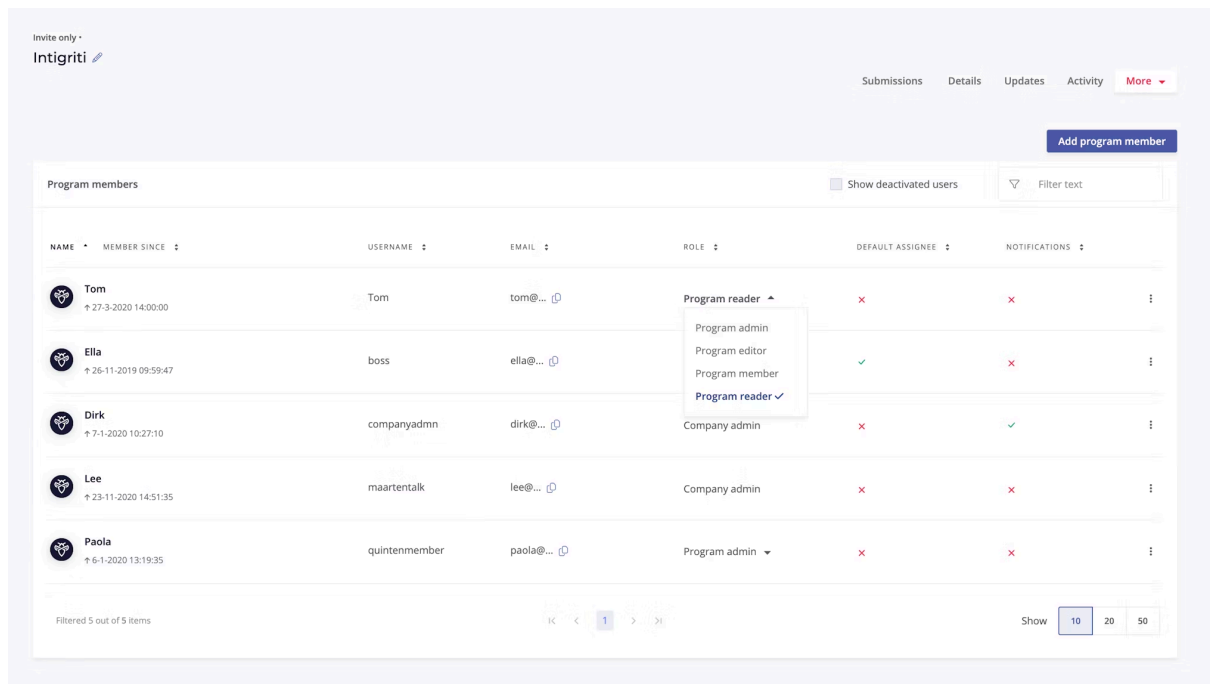 Invite only •
Intigriti
Submissions Details Updates Activity More
Add program member
Program members Show deactivated users Filter text
NAME MEMBER SINCE USERNAME EMAIL ROLE DEFAULT ASSIGNEE NOTIFICATIONS
Tom
27-3-2020 14:00:00
Tom tom@... Program reader
Program admin
Program editor
Program member
Program reader
Ella
26-11-2019 09:59:47
boss ella@...
Dirk
7-1-2020 10:27:10
companyadmn dirk@... Company admin
Lee
23-11-2020 14:51:35
maartentalk lee@... Company admin
Paola
6-1-2020 13:19:35
quintenmember paola@... Program admin
Filtered 5 out of 5 items 1 Show 10 20 50